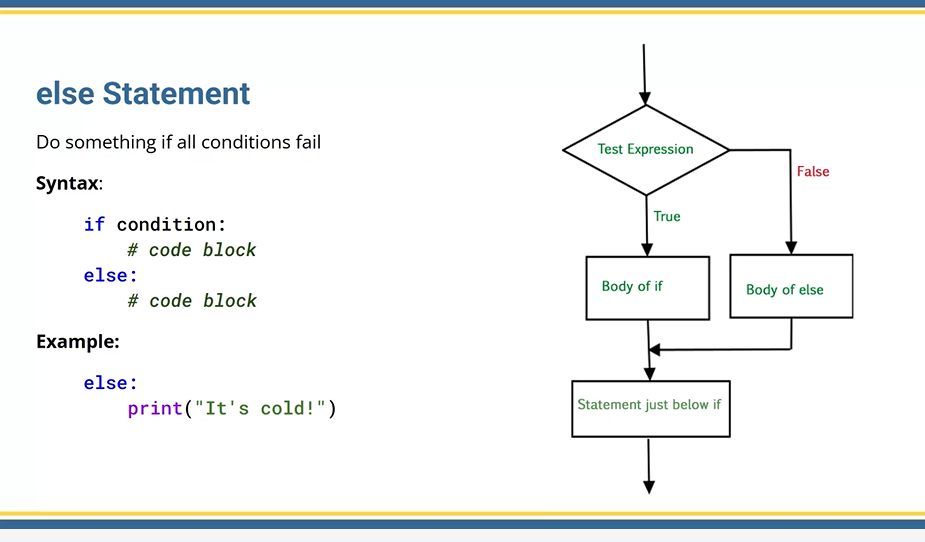 else Statement
Do something if all conditions fail
Syntax:
if condition:
# code block
else:
# code block
Example:
else:
print("It's cold!")
Test Expression
False
True
Body of if
Body of else
Statement just below if